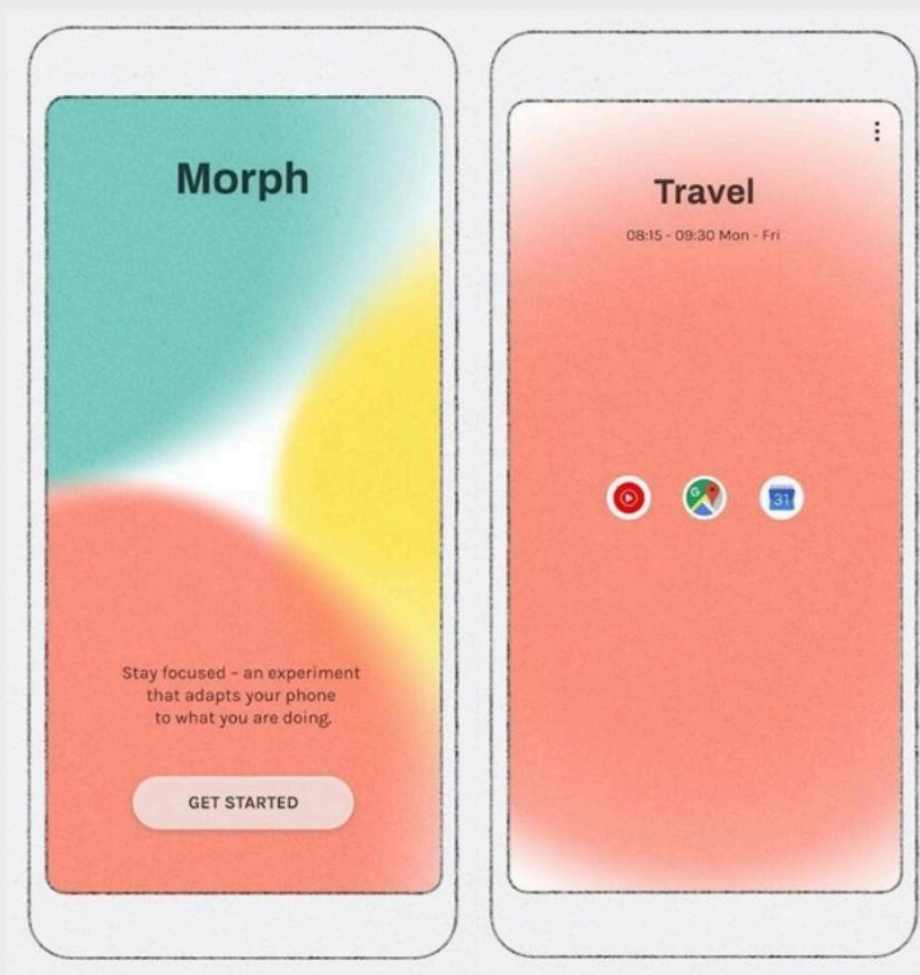 Morph
Stay focused – an experiment
that adapts your phone
to what you are doing.
GET STARTED
Travel
08:15 - 09:30 Mon - Fri
G
31